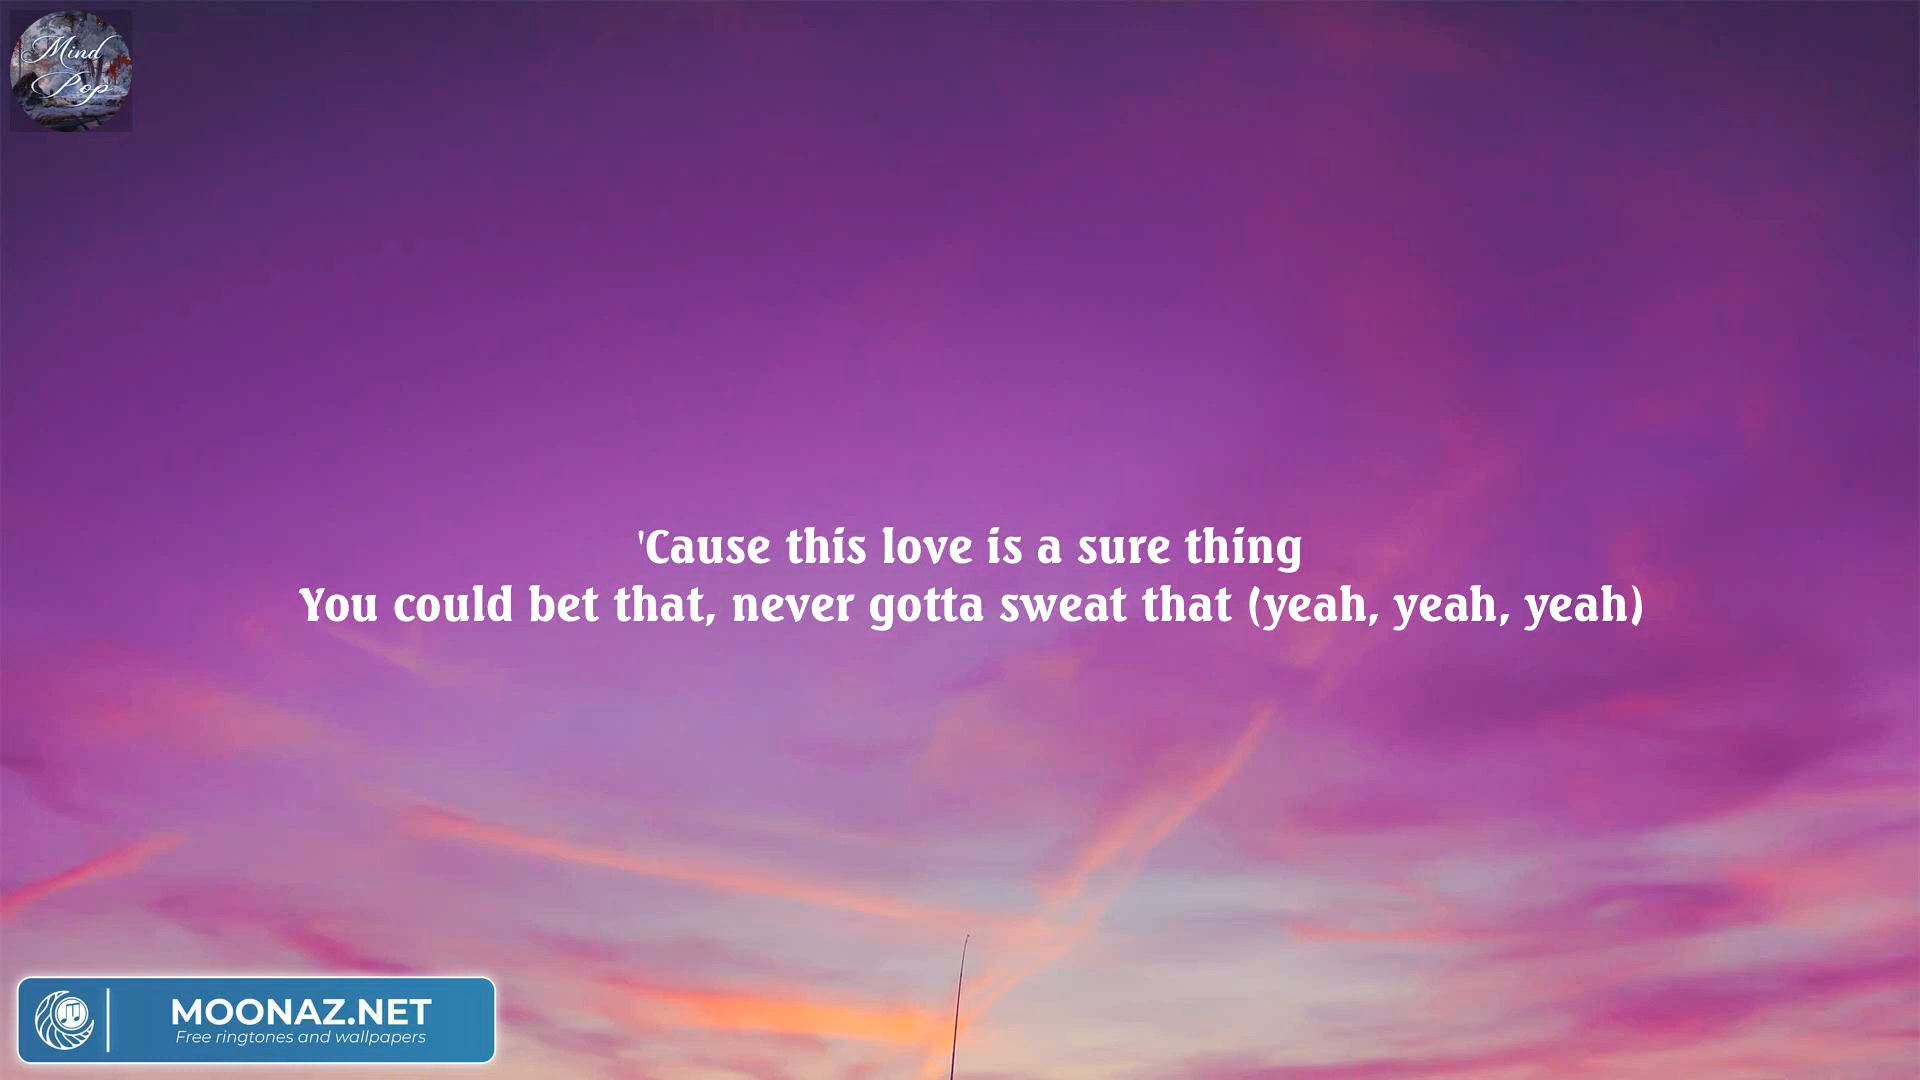 Mind
Pop
'Cause this love is a sure thing
You could bet that, never gotta sweat that (yeah, yeah, yeah)
MOONAZ.NET
Free ringtones and wallpapers